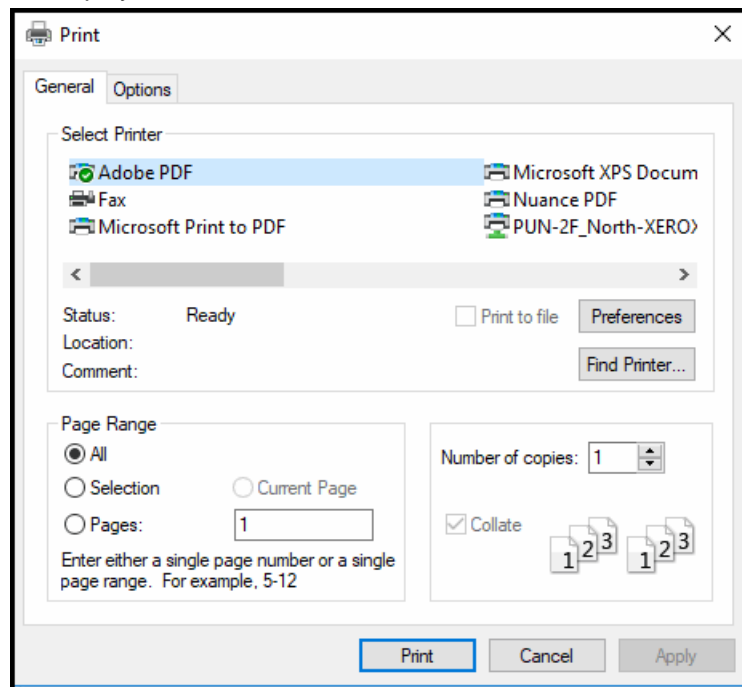 Print
General Options
Select Printer
Adobe PDF Microsoft XPS Docum
Fax Nuance PDF
Microsoft Print to PDF PUN-2F_North-XEROX
Status: Ready Print to file Preferences
Location:
Comment: Find Printer...
Page Range
All Number of copies: 1
Selection Current Page
Pages: 1 Collate
Enter either a single page number or a single
page range. For example, 5-12
1 2 3 1 2 3
Print Cancel Apply